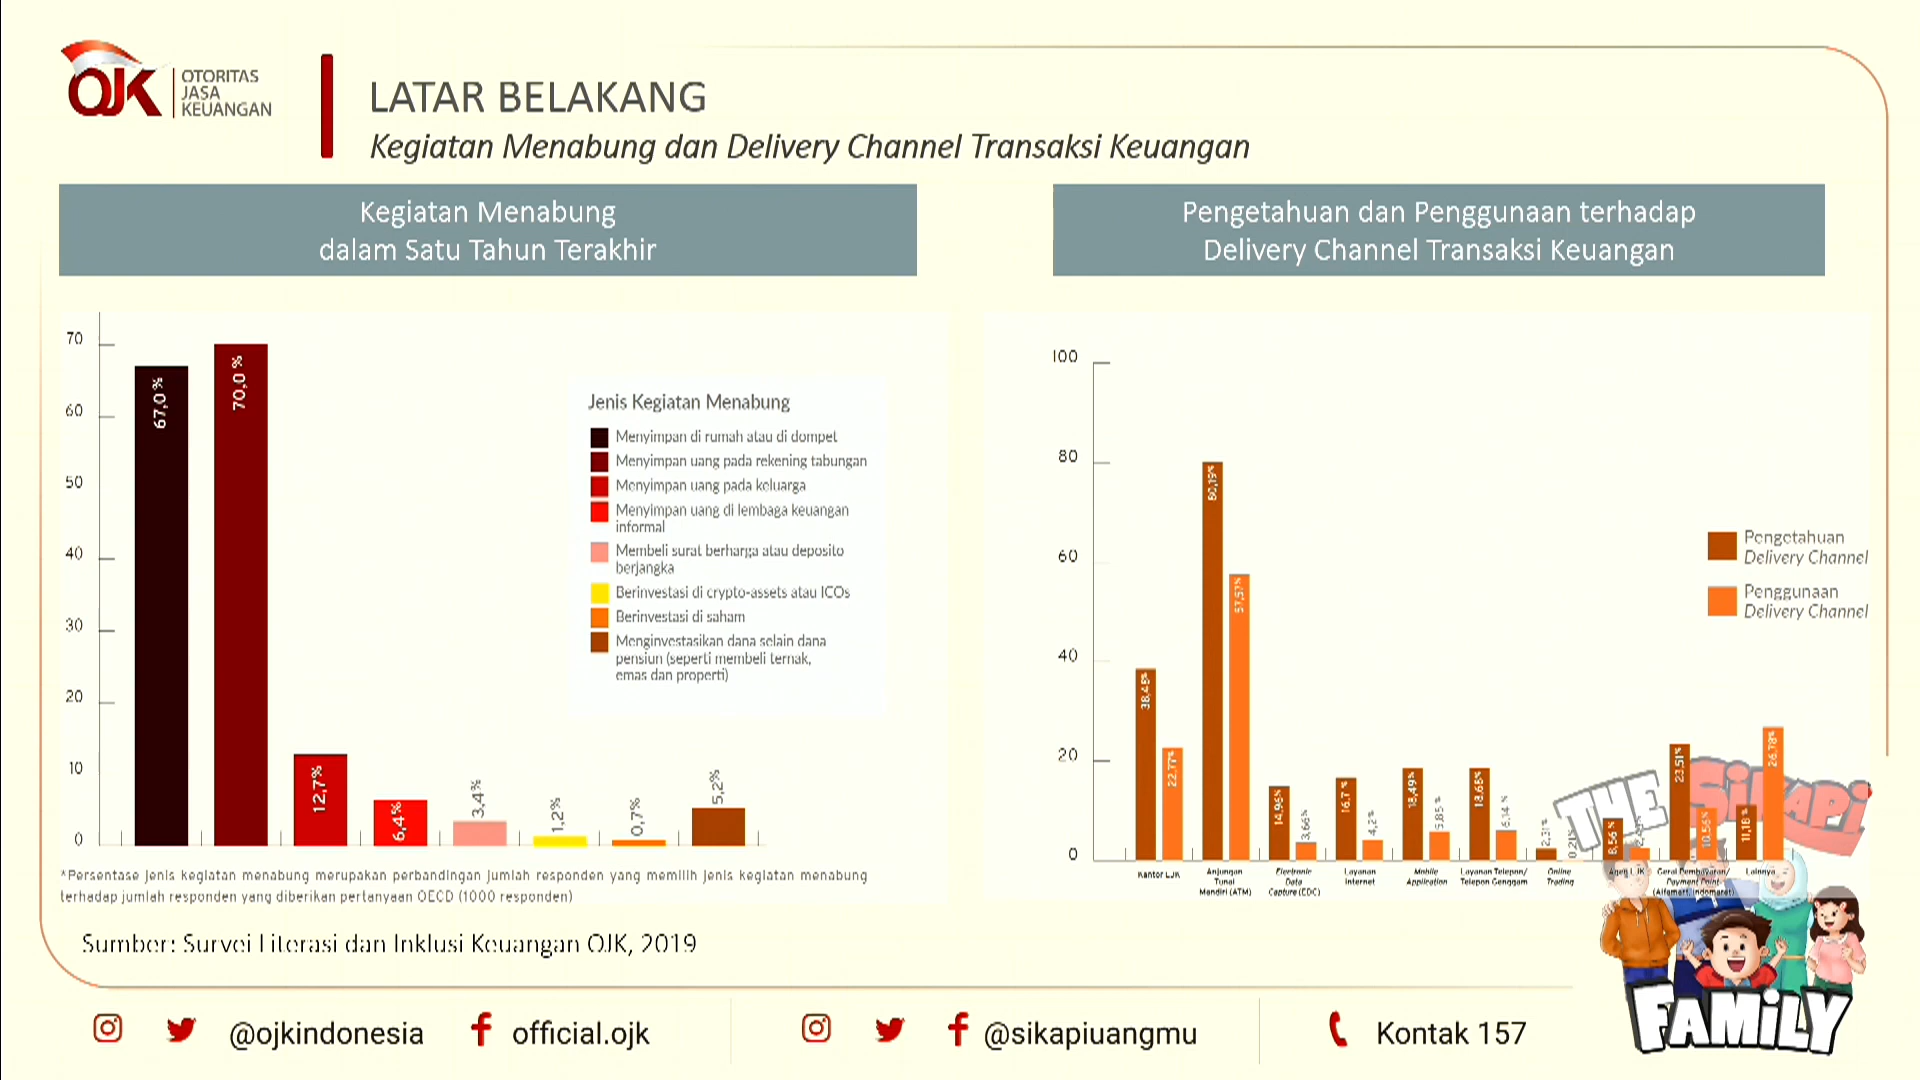 OJK
OTORITAS
JASA
KEUANGAN
LATAR BELAKANG
Kegiatan Menabung dan Delivery Channel Transaksi Keuangan
Kegiatan Menabung
dalam Satu Tahun Terakhir
70
60
50
40
30
20
10
0
67,0 %
70,0 %
12,7%
6,4%
3,4%
1,2%
0,7%
5,2%
Jenis Kegiatan Menabung
Menyimpan di rumah atau di dompet
Menyimpan uang pada rekening tabungan
Menyimpan uang pada keluarga
Menyimpan uang di lembaga keuangan
informal
Membeli surat berharga atau deposito
berjangka
Berinvestasi di crypto-assets atau ICOs
Berinvestasi di saham
Menginvestasikan dana selain dana
pensiun (seperti membeli ternak,
emas dan properti)
*Persentase jenis kegiatan menabung merupakan perbandingan jumlah responden yang memilih jenis kegiatan menabung
terhadap jumlah responden yang diberikan pertanyaan OECD (1000 responden)
Sumber: Survei Literasi dan Inklusi Keuangan OJK, 2019
Pengetahuan dan Penggunaan terhadap
Delivery Channel Transaksi Keuangan
100
80
60
40
20
0
38,45%
22,77%
80,19%
57,57%
14,95%
3,66%
16,7 %
4,2%
18,49%
5,85 %
18,65%
6,14 %
2,31%
0,21%
8,56 %
23,51%
10,56%
11,18 %
26,78%
Kantor LJK
Anjungan
Tunai
Mandiri (ATM)
Electronic
Data
Capture (EDC)
Layanan
Internet
Mobile
Application
Layanan Telepon/
Telepon Genggam
Online
Trading
Agen LJK
Gerai Pembayaran/
Payment Point
(Alfamart, Indomaret)
Lainnya
Pengetahuan
Delivery Channel
Penggunaan
Delivery Channel
THE
SiKAPi
FAMiLY
@ojkindonesia
official.ojk
@sikapiuangmu
Kontak 157